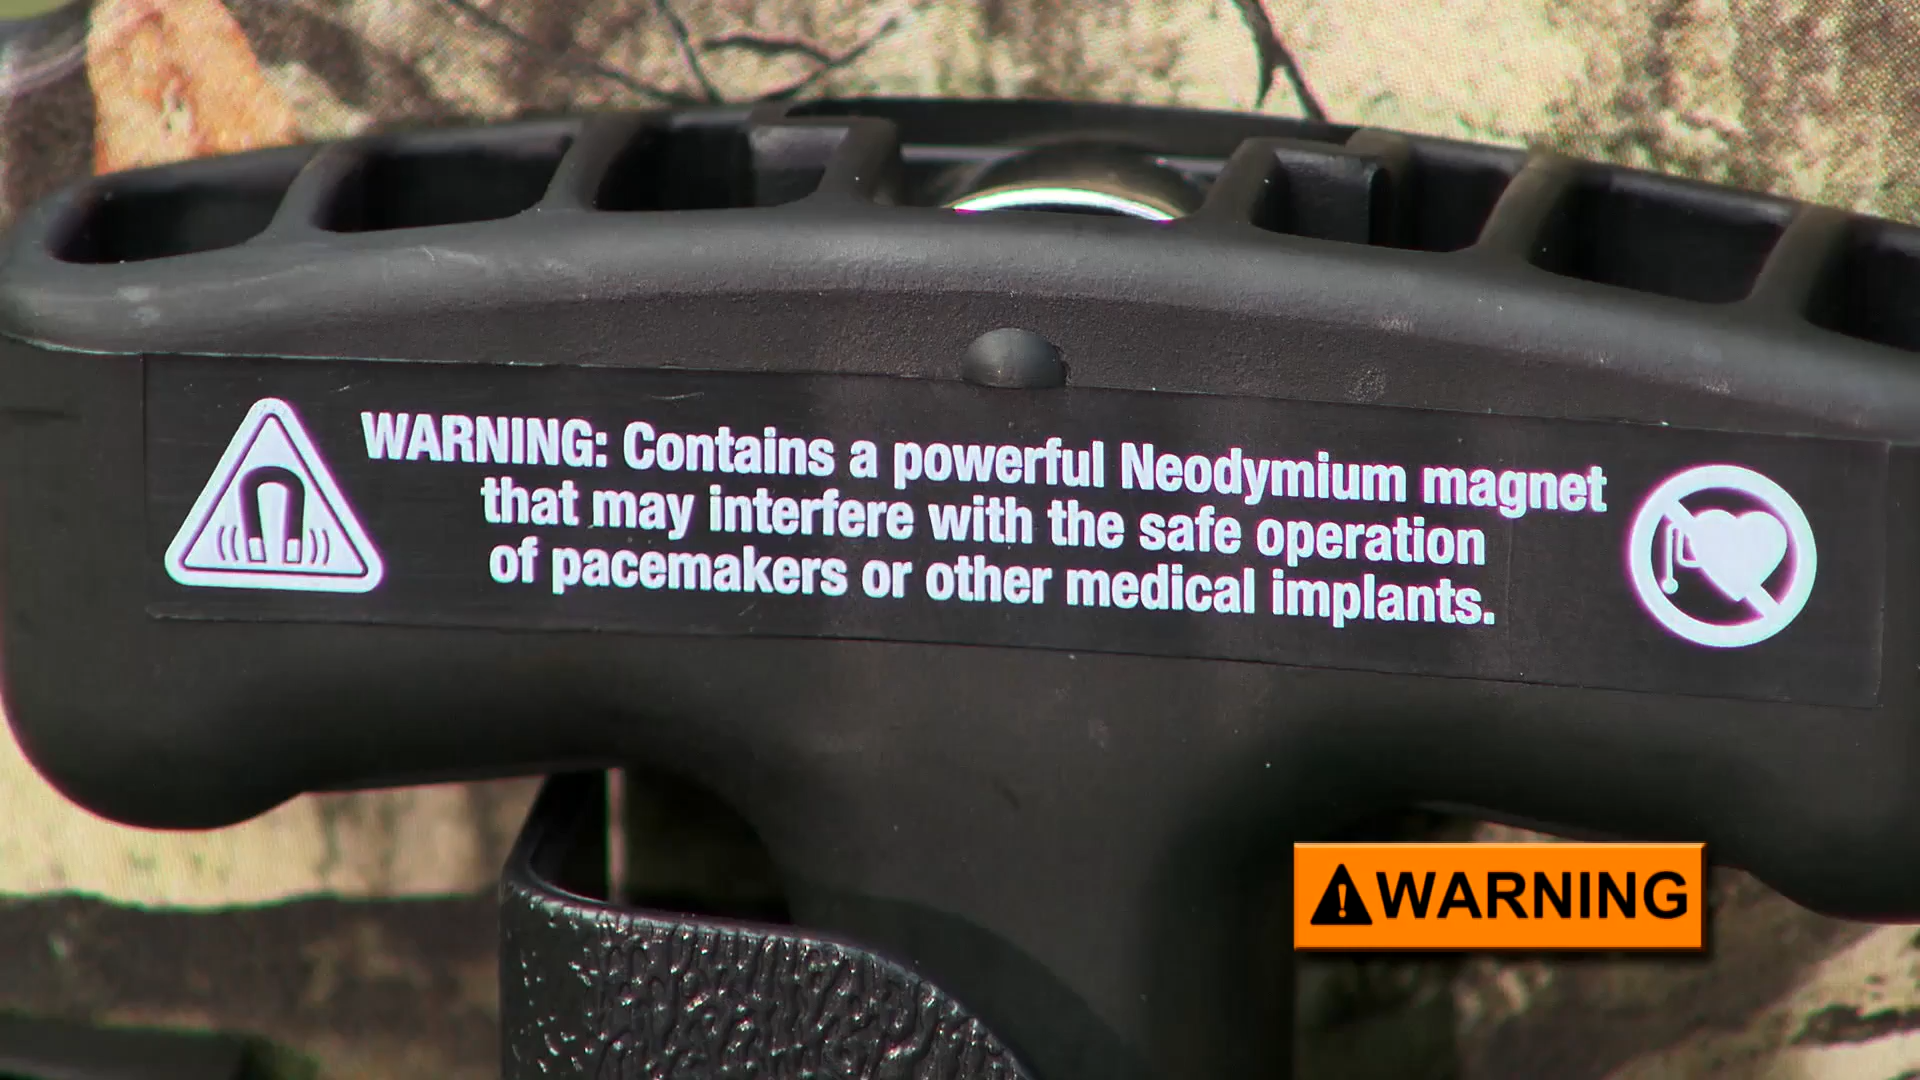 WARNING: Contains a powerful Neodymium magnet
that may interfere with the safe operation
of pacemakers or other medical implants.
WARNING